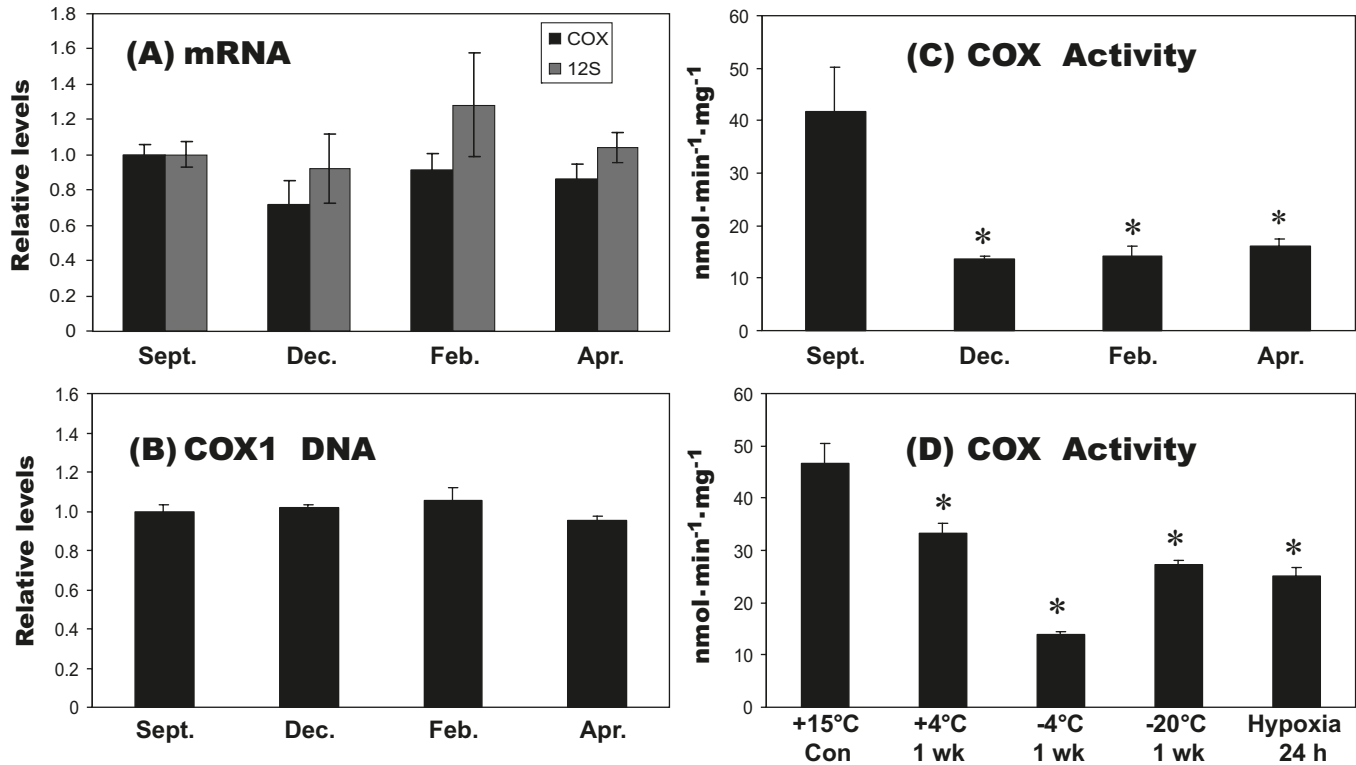 (A) mRNA
COX
12S
Relative levels
1.8
1.6
1.4
1.2
1.0
0.8
0.6
0.4
0.2
0
Sept. Dec. Feb. Apr.
(C) COX Activity
nmol·min⁻¹·mg⁻¹
60
50
40
30
20
10
0
* * *
Sept. Dec. Feb. Apr.
(B) COX1 DNA
Relative levels
1.6
1.4
1.2
1.0
0.8
0.6
0.4
0.2
0
Sept. Dec. Feb. Apr.
(D) COX Activity
nmol·min⁻¹·mg⁻¹
60
50
40
30
20
10
0
* * * *
+15°C +4°C -4°C -20°C Hypoxia
Con 1 wk 1 wk 1 wk 24 h